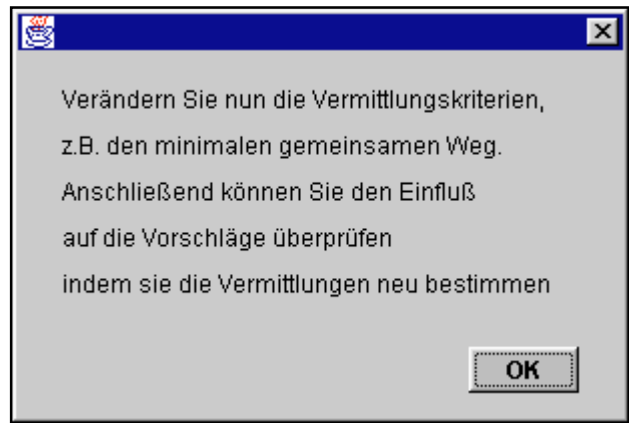 Verändern Sie nun die Vermittlungskriterien,
z.B. den minimalen gemeinsamen Weg.
Anschließend können Sie den Einfluß
auf die Vorschläge überprüfen
indem sie die Vermittlungen neu bestimmen
OK